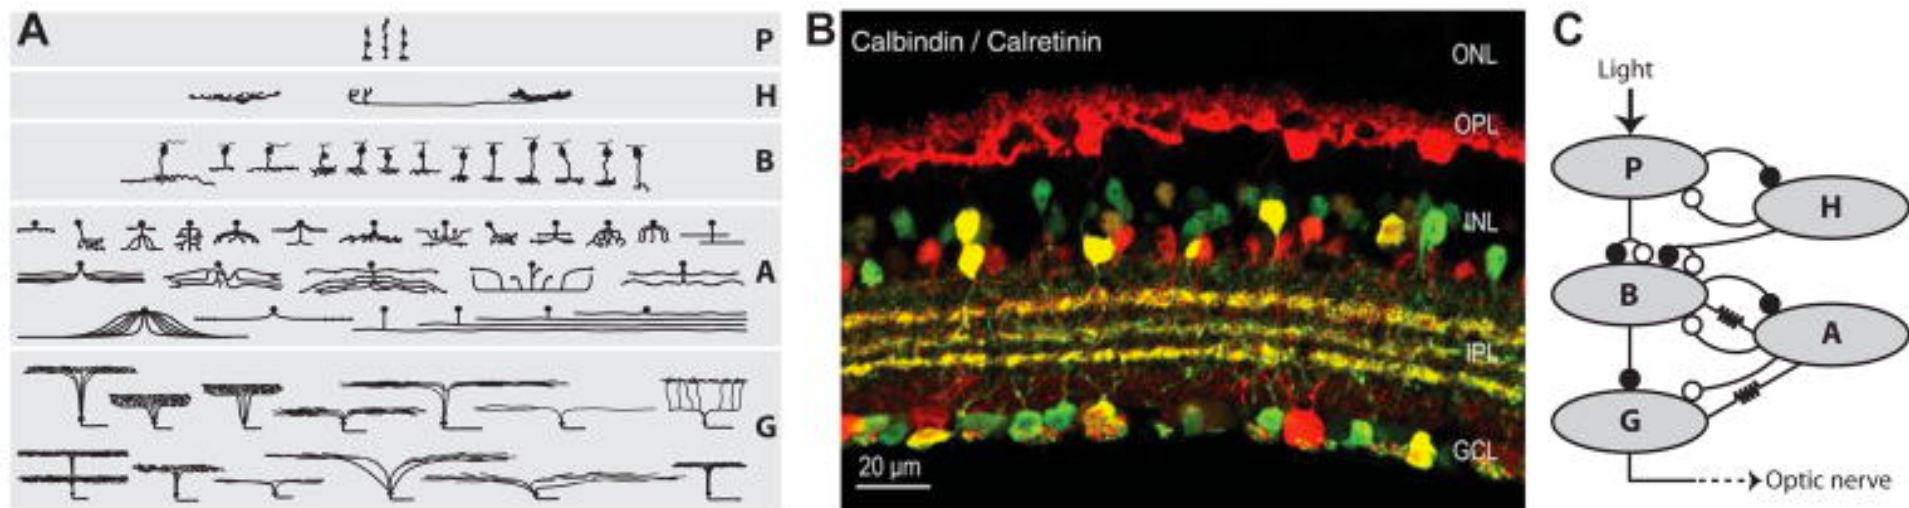 A
P
H
B
A
G
B
Calbindin / Calretinin
ONL
OPL
INL
IPL
GCL
20 µm
C
Light
P
H
B
A
G
Optic nerve